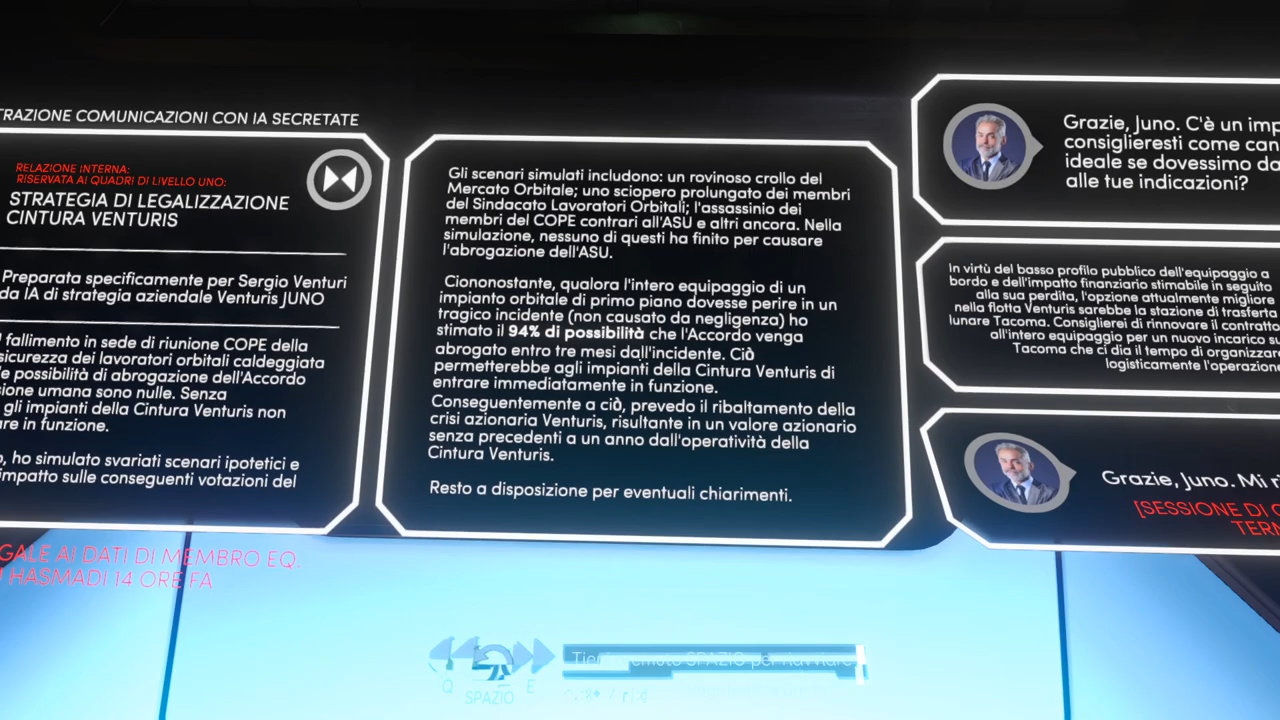 TRAZIONE COMUNICAZIONI CON IA SECRETATE
RELAZIONE INTERNA:
RISERVATA AI QUADRI DI LIVELLO UNO:
STRATEGIA DI LEGALIZZAZIONE
CINTURA VENTURIS
Preparata specificamente per Sergio Venturi
da IA di strategia aziendale Venturis JUNO
l fallimento in sede di riunione COPE della
sicurezza dei lavoratori orbitali caldeggiata
le possibilità di abrogazione dell'Accordo
sione umana sono nulle. Senza
gli impianti della Cintura Venturis non
are in funzione.
o, ho simulato svariati scenari ipotetici e
impatto sulle conseguenti votazioni del
GALE AI DATI DI MEMBRO EQ.
HASMADI 14 ORE FA
Gli scenari simulati includono: un rovinoso crollo del
Mercato Orbitale; uno sciopero prolungato dei membri
del Sindacato Lavoratori Orbitali; l'assassinio dei
membri del COPE contrari all'ASU e altri ancora. Nella
simulazione, nessuno di questi ha finito per causare
l'abrogazione dell'ASU.
Ciononostante, qualora l'intero equipaggio di un
impianto orbitale di primo piano dovesse perire in un
tragico incidente (non causato da negligenza) ho
stimato il 94% di possibilità che l'Accordo venga
abrogato entro tre mesi dall'incidente. Ciò
permetterebbe agli impianti della Cintura Venturis di
entrare immediatamente in funzione.
Conseguentemente a ciò, prevedo il ribaltamento della
crisi azionaria Venturis, risultante in un valore azionario
senza precedenti a un anno dall'operatività della
Cintura Venturis.
Resto a disposizione per eventuali chiarimenti.
Grazie, Juno. C'è un imp
consiglieresti come can
ideale se dovessimo da
alle tue indicazioni?
In virtù del basso profilo pubblico dell'equipaggio a
bordo e dell'impatto finanziario stimabile in seguito
alla sua perdita, l'opzione attualmente migliore
nella flotta Venturis sarebbe la stazione di trasferta
lunare Tacoma. Consiglierei di rinnovare il contratto
all'intero equipaggio per un nuovo incarico su
Tacoma che ci dia il tempo di organizzar
logisticamente l'operazione
Grazie, Juno. Mi r
[SESSIONE DI C
TERM
Q SPAZIO E
SPAZIO per riavviare